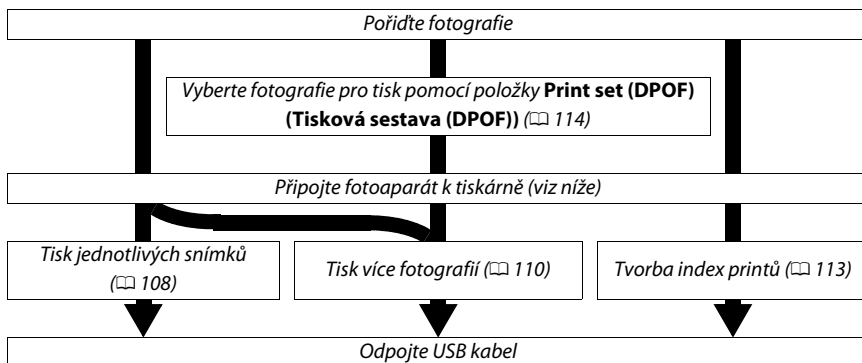 Pořiďte fotografie
Vyberte fotografie pro tisk pomocí položky Print set (DPOF)
(Tisková sestava (DPOF)) (🕮 114)
Připojte fotoaparát k tiskárně (viz níže)
Tisk jednotlivých snímků
(🕮 108)
Tisk více fotografií (🕮 110)
Tvorba index printů (🕮 113)
Odpojte USB kabel